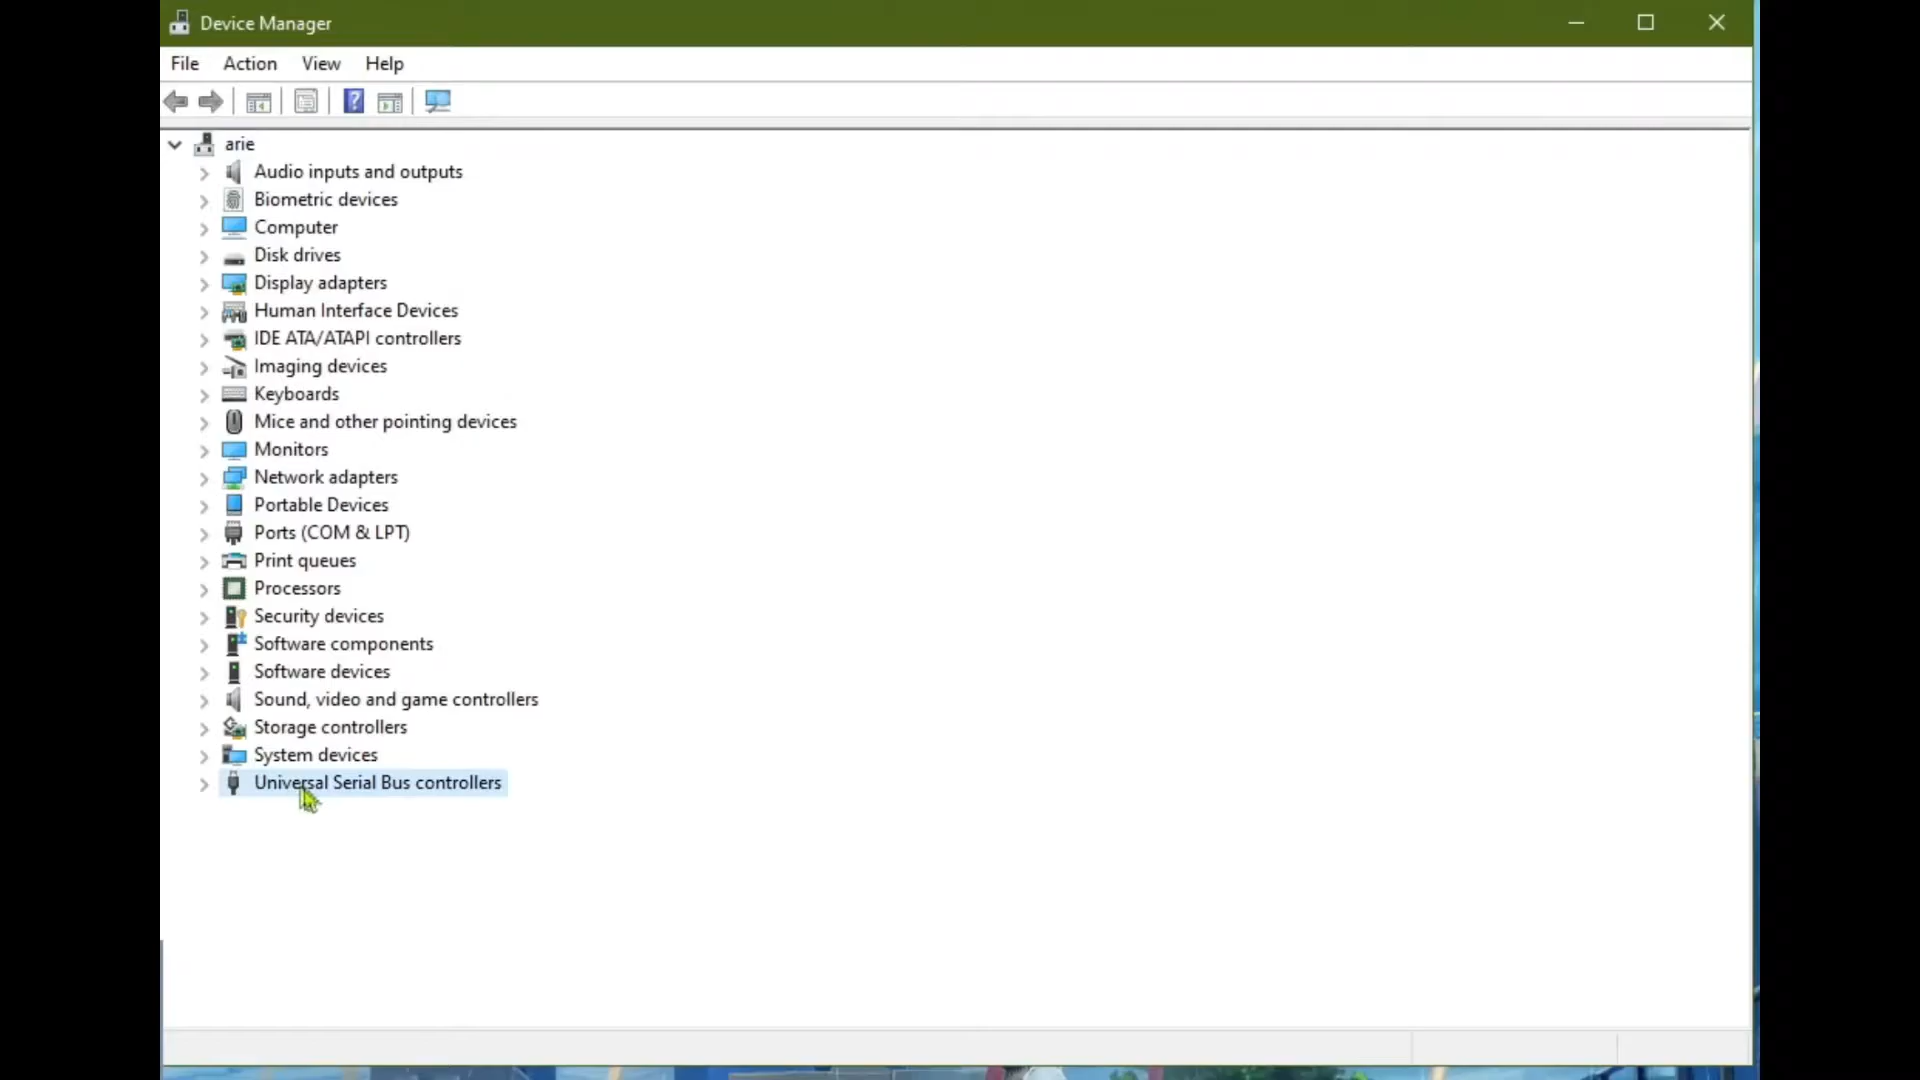 Device Manager
File Action View Help
arie
Audio inputs and outputs
Biometric devices
Computer
Disk drives
Display adapters
Human Interface Devices
IDE ATA/ATAPI controllers
Imaging devices
Keyboards
Mice and other pointing devices
Monitors
Network adapters
Portable Devices
Ports (COM & LPT)
Print queues
Processors
Security devices
Software components
Software devices
Sound, video and game controllers
Storage controllers
System devices
Universal Serial Bus controllers